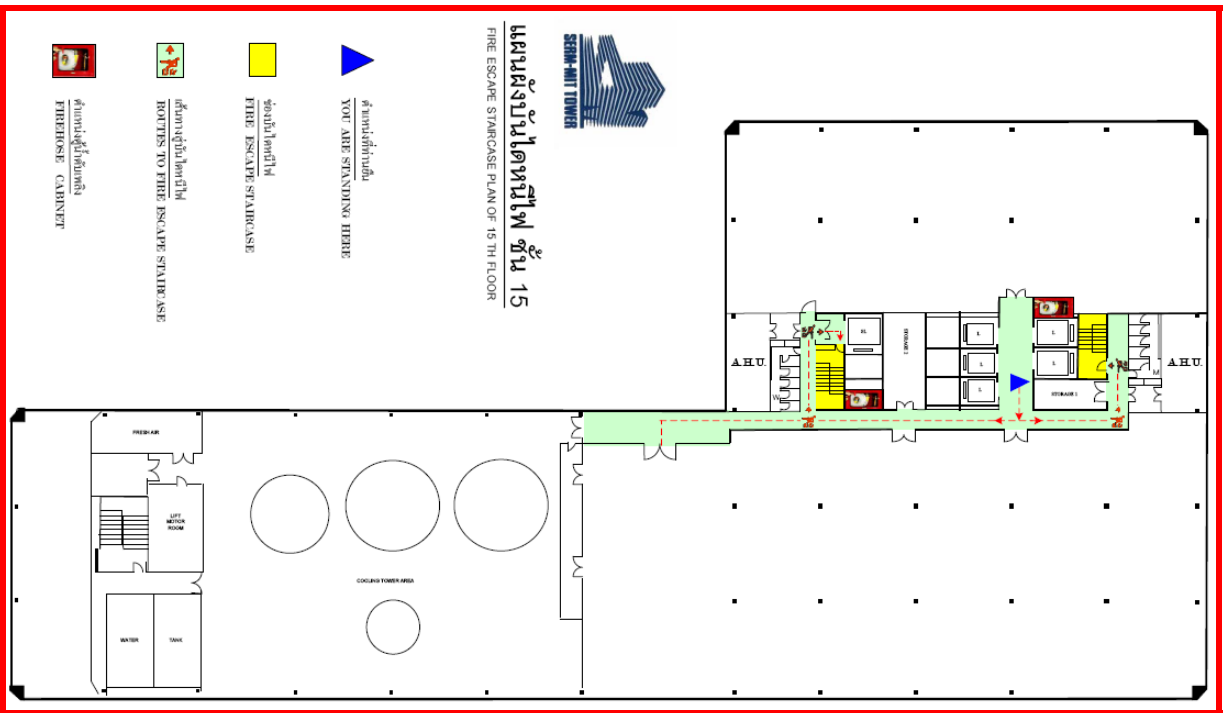 SERM-MIT TOWER
แผนผังบันไดหนีไฟ ชั้น 15
FIRE ESCAPE STAIRCASE PLAN OF 15 TH FLOOR
ตำแหน่งที่ท่านยืน
YOU ARE STANDING HERE
ช่องบันไดหนีไฟ
FIRE ESCAPE STAIRCASE
เส้นทางสู่บันไดหนีไฟ
ROUTES TO FIRE ESCAPE STAIRCASE
ตำแหน่งตู้น้ำดับเพลิง
FIREHOSE CABINET
A.H.U.
W
SL
STORAGE 2
L
L
L
L
L
STORAGE 1
M
A.H.U.
FRESH AIR
LIFT
MOTOR
ROOM
COOLING TOWER AREA
WATER
TANK